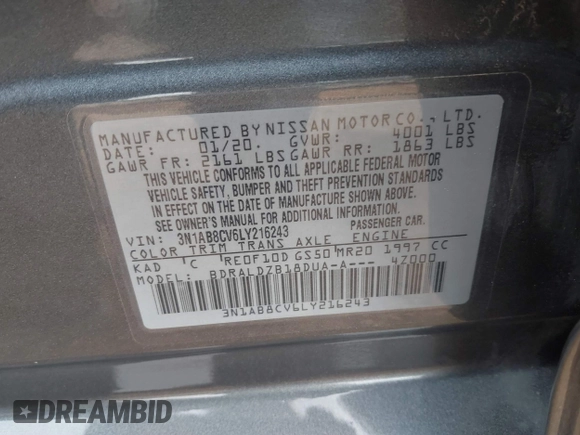 MANUFACTURED BY NISSAN MOTOR CO., LTD.
DATE: 01/20. GVWR: 4001 LBS
GAWR FR: 2161 LBS GAWR RR: 1863 LBS
THIS VEHICLE CONFORMS TO ALL APPLICABLE FEDERAL MOTOR
VEHICLE SAFETY, BUMPER AND THEFT PREVENTION STANDARDS
IN EFFECT ON THE DATE OF MANUFACTURE SHOWN ABOVE.
SEE OWNER'S MANUAL FOR ADDITIONAL INFORMATION.
VIN: 3N1AB8CV6LY216243 PASSENGER CAR.
COLOR TRIM TRANS AXLE ENGINE
KAD C RE0F10D GS50 MR20 1997 CC
MODEL: BDRALDZB18DUA-A--- 4Z000
3N1AB8CV6LY216243
DREAMBID